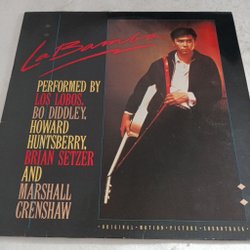 La Bamba
PERFORMED BY
LOS LOBOS,
BO DIDDLEY,
HOWARD
HUNTSBERRY,
BRIAN SETZER
AND
MARSHALL
CRENSHAW
·ORIGINAL·MOTION·PICTURE·SOUNDTRACK·